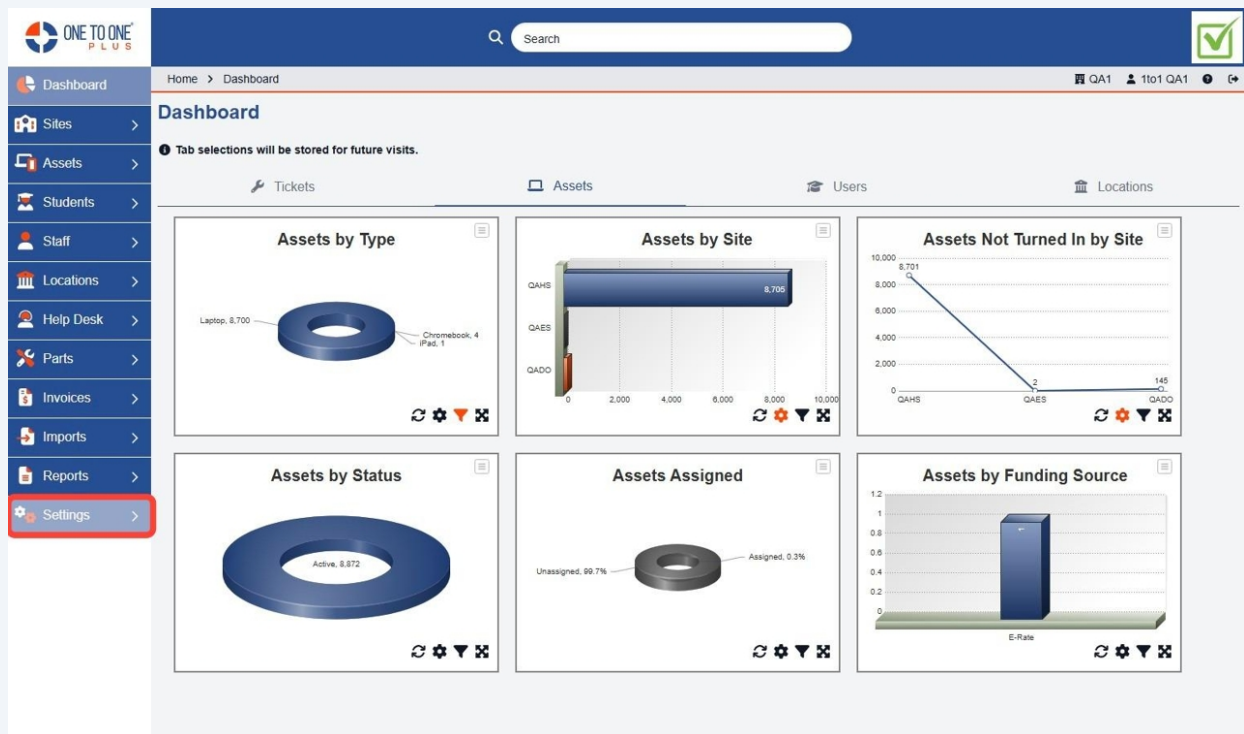 ONE TO ONE
PLUS
Search
Dashboard
Sites
Assets
Students
Staff
Locations
Help Desk
Parts
Invoices
Imports
Reports
Settings
Home > Dashboard
QA1 1to1 QA1
Dashboard
Tab selections will be stored for future visits.
Tickets Assets Users Locations
Assets by Type
Laptop, 8,700
Chromebook, 4
iPad, 1
Assets by Site
QAHS
8,705
QAES
QADO
0 2,000 4,000 6,000 8,000 10,000
Assets Not Turned In by Site
10,000
8,701
8,000
6,000
4,000
2,000
0
2
145
QAHS QAES QADO
Assets by Status
Active, 8,872
Assets Assigned
Unassigned, 99.7%
Assigned, 0.3%
Assets by Funding Source
1.2
1
0.8
0.6
0.4
0.2
0
E-Rate